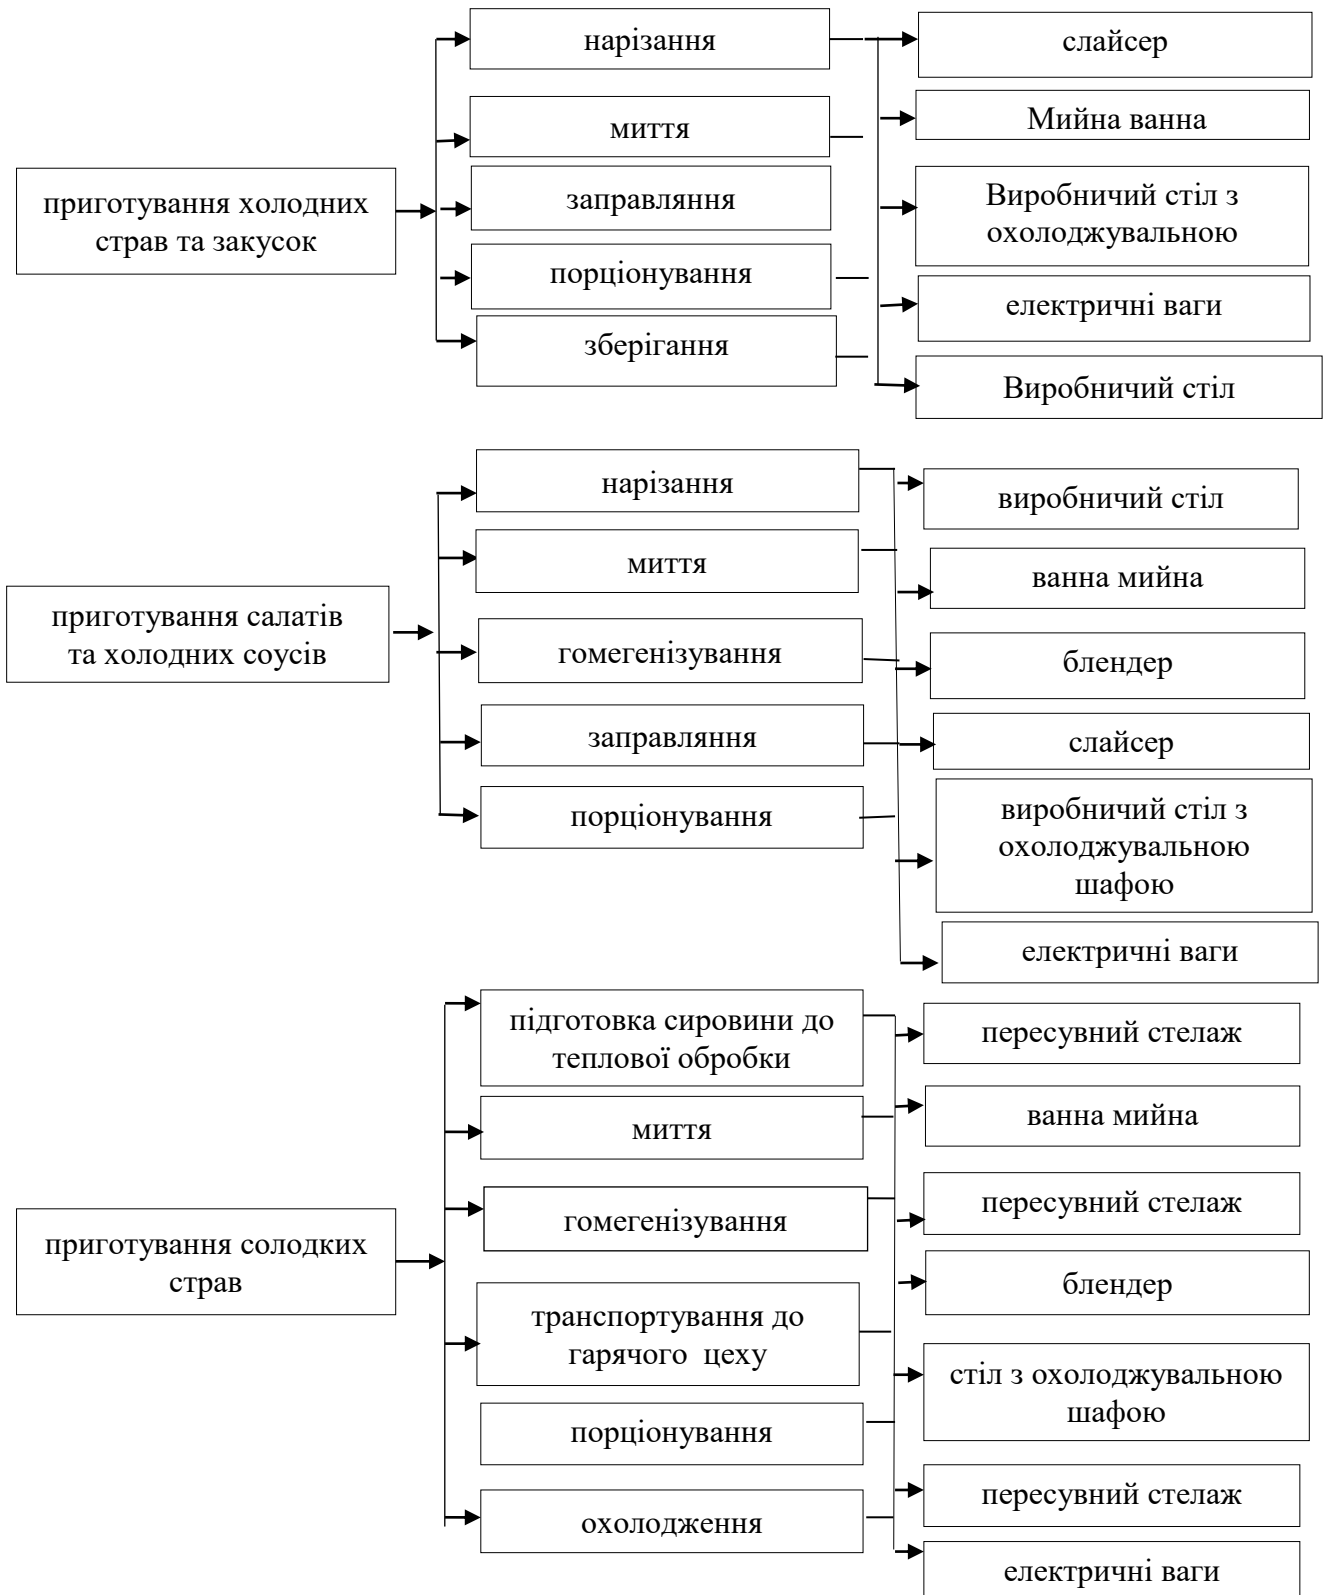 нарізання
миття
заправляння
порціонування
зберігання
приготування холодних
страв та закусок
слайсер
Мийна ванна
Виробничий стіл з
охолоджувальною
електричні ваги
Виробничий стіл
нарізання
миття
гомегенізування
заправляння
порціонування
приготування салатів
та холодних соусів
виробничий стіл
ванна мийна
блендер
слайсер
виробничий стіл з
охолоджувальною
шафою
електричні ваги
підготовка сировини до
теплової обробки
миття
гомегенізування
транспортування до
гарячого цеху
порціонування
охолодження
приготування солодких
страв
пересувний стелаж
ванна мийна
пересувний стелаж
блендер
стіл з охолоджувальною
шафою
пересувний стелаж
електричні ваги